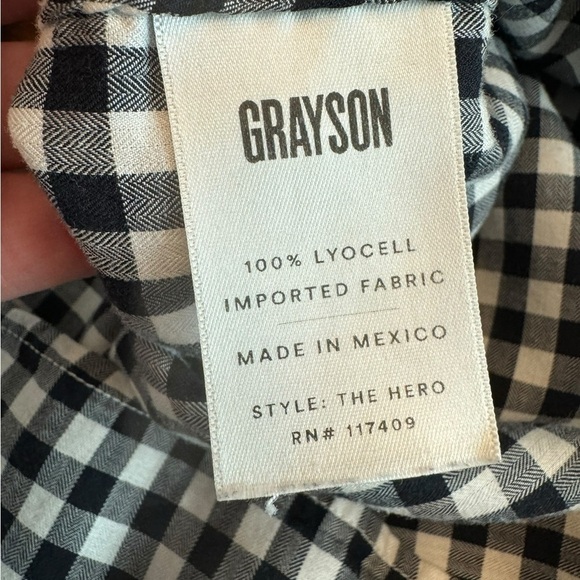 GRAYSON
100% LYOCELL
IMPORTED FABRIC
MADE IN MEXICO
STYLE: THE HERO
RN# 117409